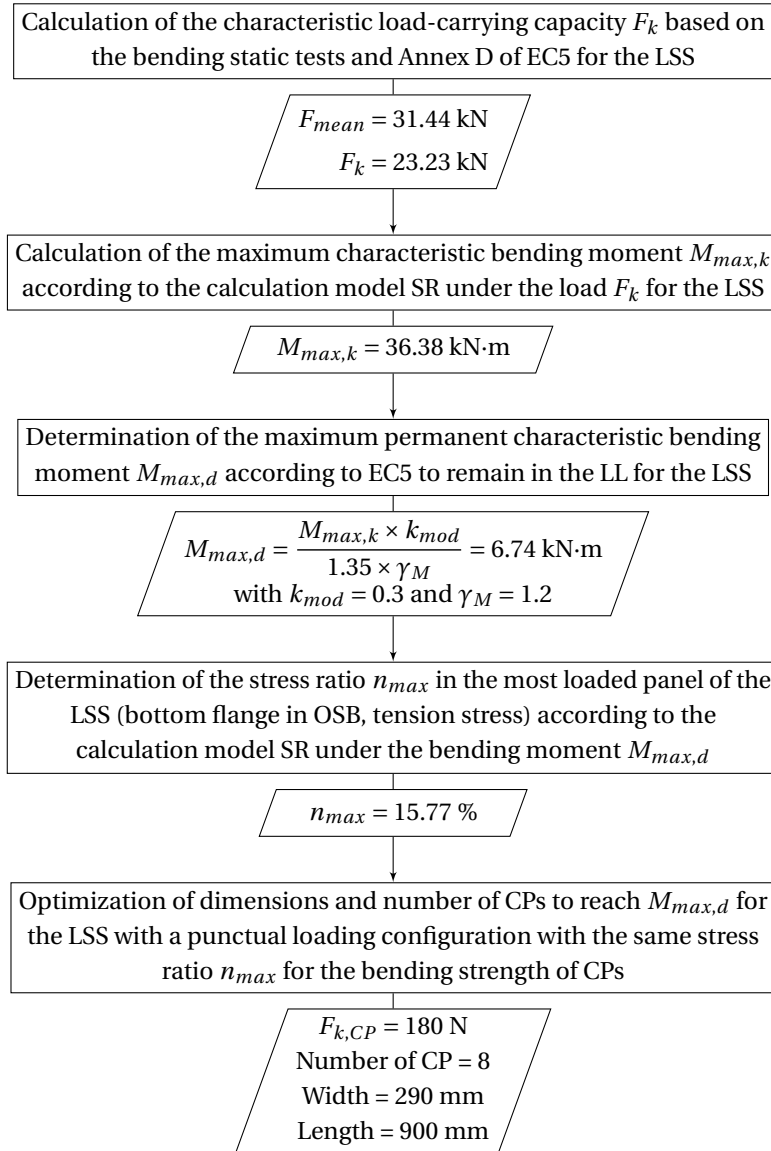 Calculation of the characteristic load-carrying capacity F_k based on
the bending static tests and Annex D of EC5 for the LSS
F_mean = 31.44 kN
F_k = 23.23 kN
Calculation of the maximum characteristic bending moment M_max,k
according to the calculation model SR under the load F_k for the LSS
M_max,k = 36.38 kN·m
Determination of the maximum permanent characteristic bending
moment M_max,d according to EC5 to remain in the LL for the LSS
M_max,d = (M_max,k × k_mod) / (1.35 × γ_M) = 6.74 kN·m
with k_mod = 0.3 and γ_M = 1.2
Determination of the stress ratio n_max in the most loaded panel of the
LSS (bottom flange in OSB, tension stress) according to the
calculation model SR under the bending moment M_max,d
n_max = 15.77 %
Optimization of dimensions and number of CPs to reach M_max,d for
the LSS with a punctual loading configuration with the same stress
ratio n_max for the bending strength of CPs
F_k,CP = 180 N
Number of CP = 8
Width = 290 mm
Length = 900 mm